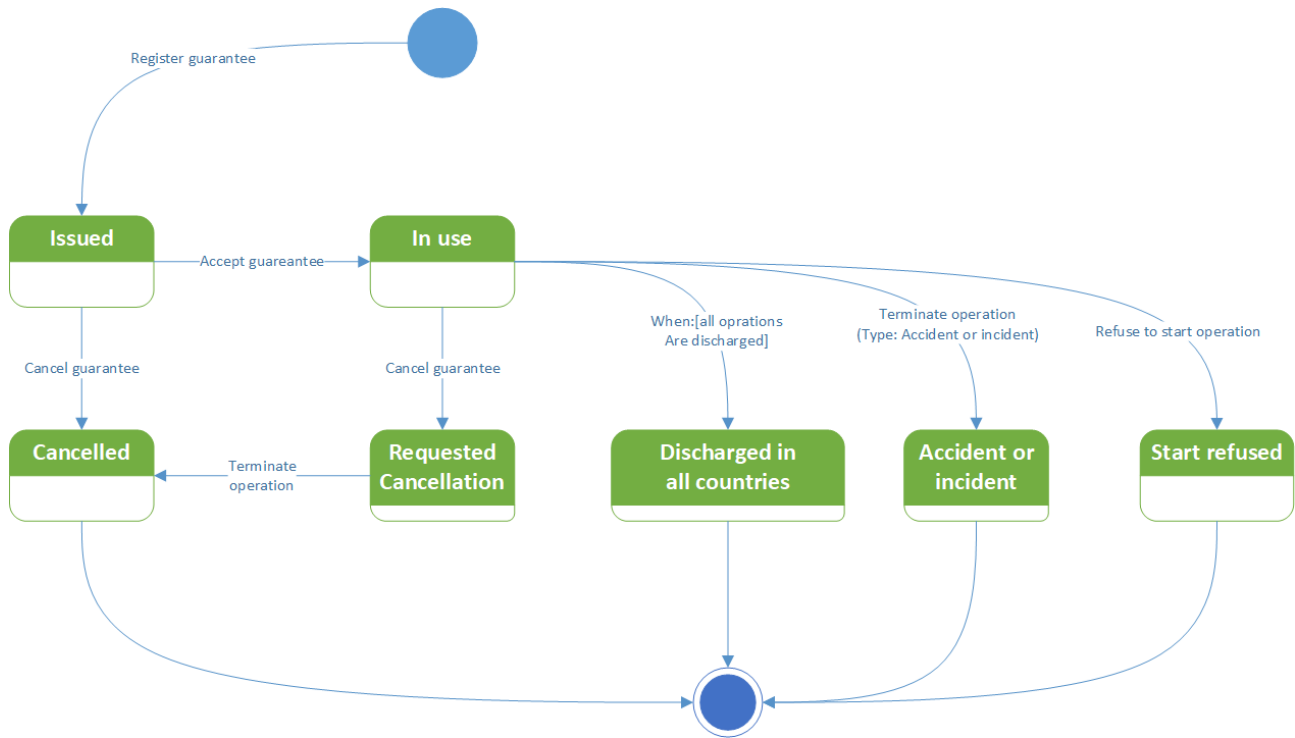 Register guarantee
Issued
Accept guareantee
In use
When:[all oprations
Are discharged]
Terminate operation
(Type: Accident or incident)
Refuse to start operation
Cancel guarantee
Cancel guarantee
Cancelled
Terminate
operation
Requested
Cancellation
Discharged in
all countries
Accident or
incident
Start refused